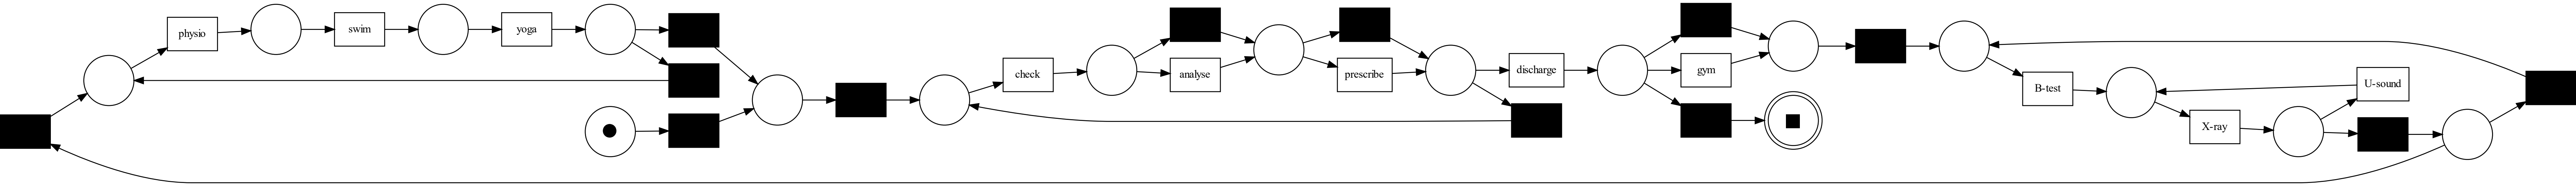 physio
swim
yoga
check
analyse
prescribe
discharge
gym
B-test
X-ray
U-sound